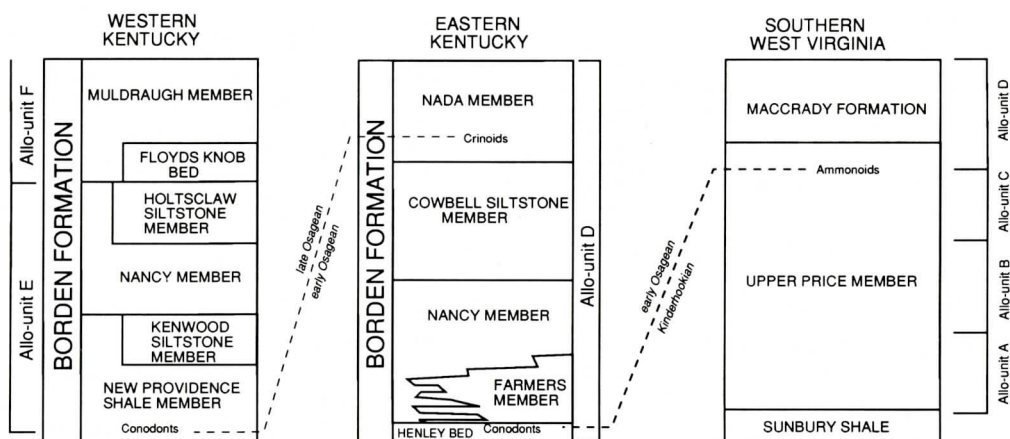 WESTERN
KENTUCKY
Allo-unit F
Allo-unit E
BORDEN FORMATION
MULDRAUGH MEMBER
FLOYDS KNOB
BED
HOLTSCLAW
SILTSTONE
MEMBER
NANCY MEMBER
KENWOOD
SILTSTONE
MEMBER
NEW PROVIDENCE
SHALE MEMBER
Conodonts
late Osagean
early Osagean
EASTERN
KENTUCKY
BORDEN FORMATION
NADA MEMBER
Crinoids
COWBELL SILTSTONE
MEMBER
NANCY MEMBER
FARMERS
MEMBER
HENLEY BED
Conodonts
Allo-unit D
early Osagean
Kinderhookian
SOUTHERN
WEST VIRGINIA
MACCRADY FORMATION
Ammonoids
UPPER PRICE MEMBER
SUNBURY SHALE
Allo-unit D
Allo-unit C
Allo-unit B
Allo-unit A